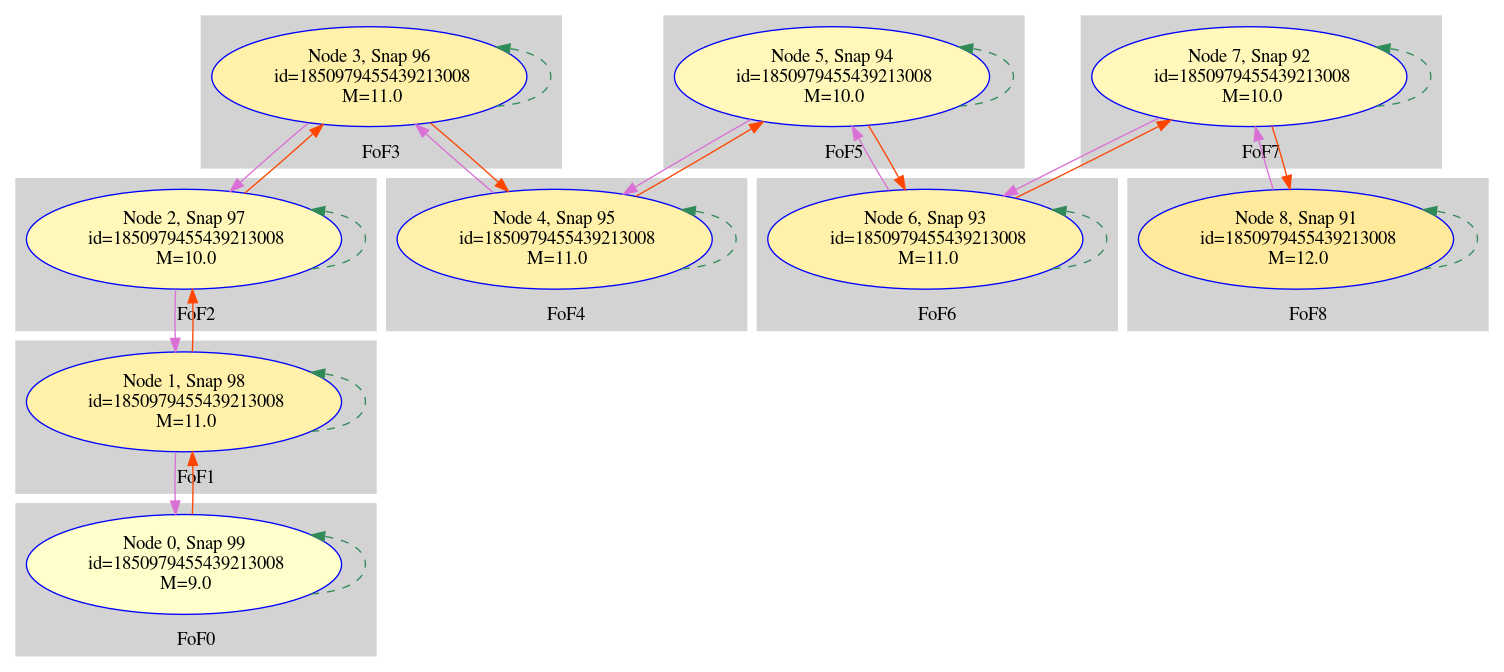 Node 3, Snap 96
id=1850979455439213008
M=11.0
FoF3
Node 5, Snap 94
id=1850979455439213008
M=10.0
FoF5
Node 7, Snap 92
id=1850979455439213008
M=10.0
FoF7
Node 2, Snap 97
id=1850979455439213008
M=10.0
FoF2
Node 4, Snap 95
id=1850979455439213008
M=11.0
FoF4
Node 6, Snap 93
id=1850979455439213008
M=11.0
FoF6
Node 8, Snap 91
id=1850979455439213008
M=12.0
FoF8
Node 1, Snap 98
id=1850979455439213008
M=11.0
FoF1
Node 0, Snap 99
id=1850979455439213008
M=9.0
FoF0